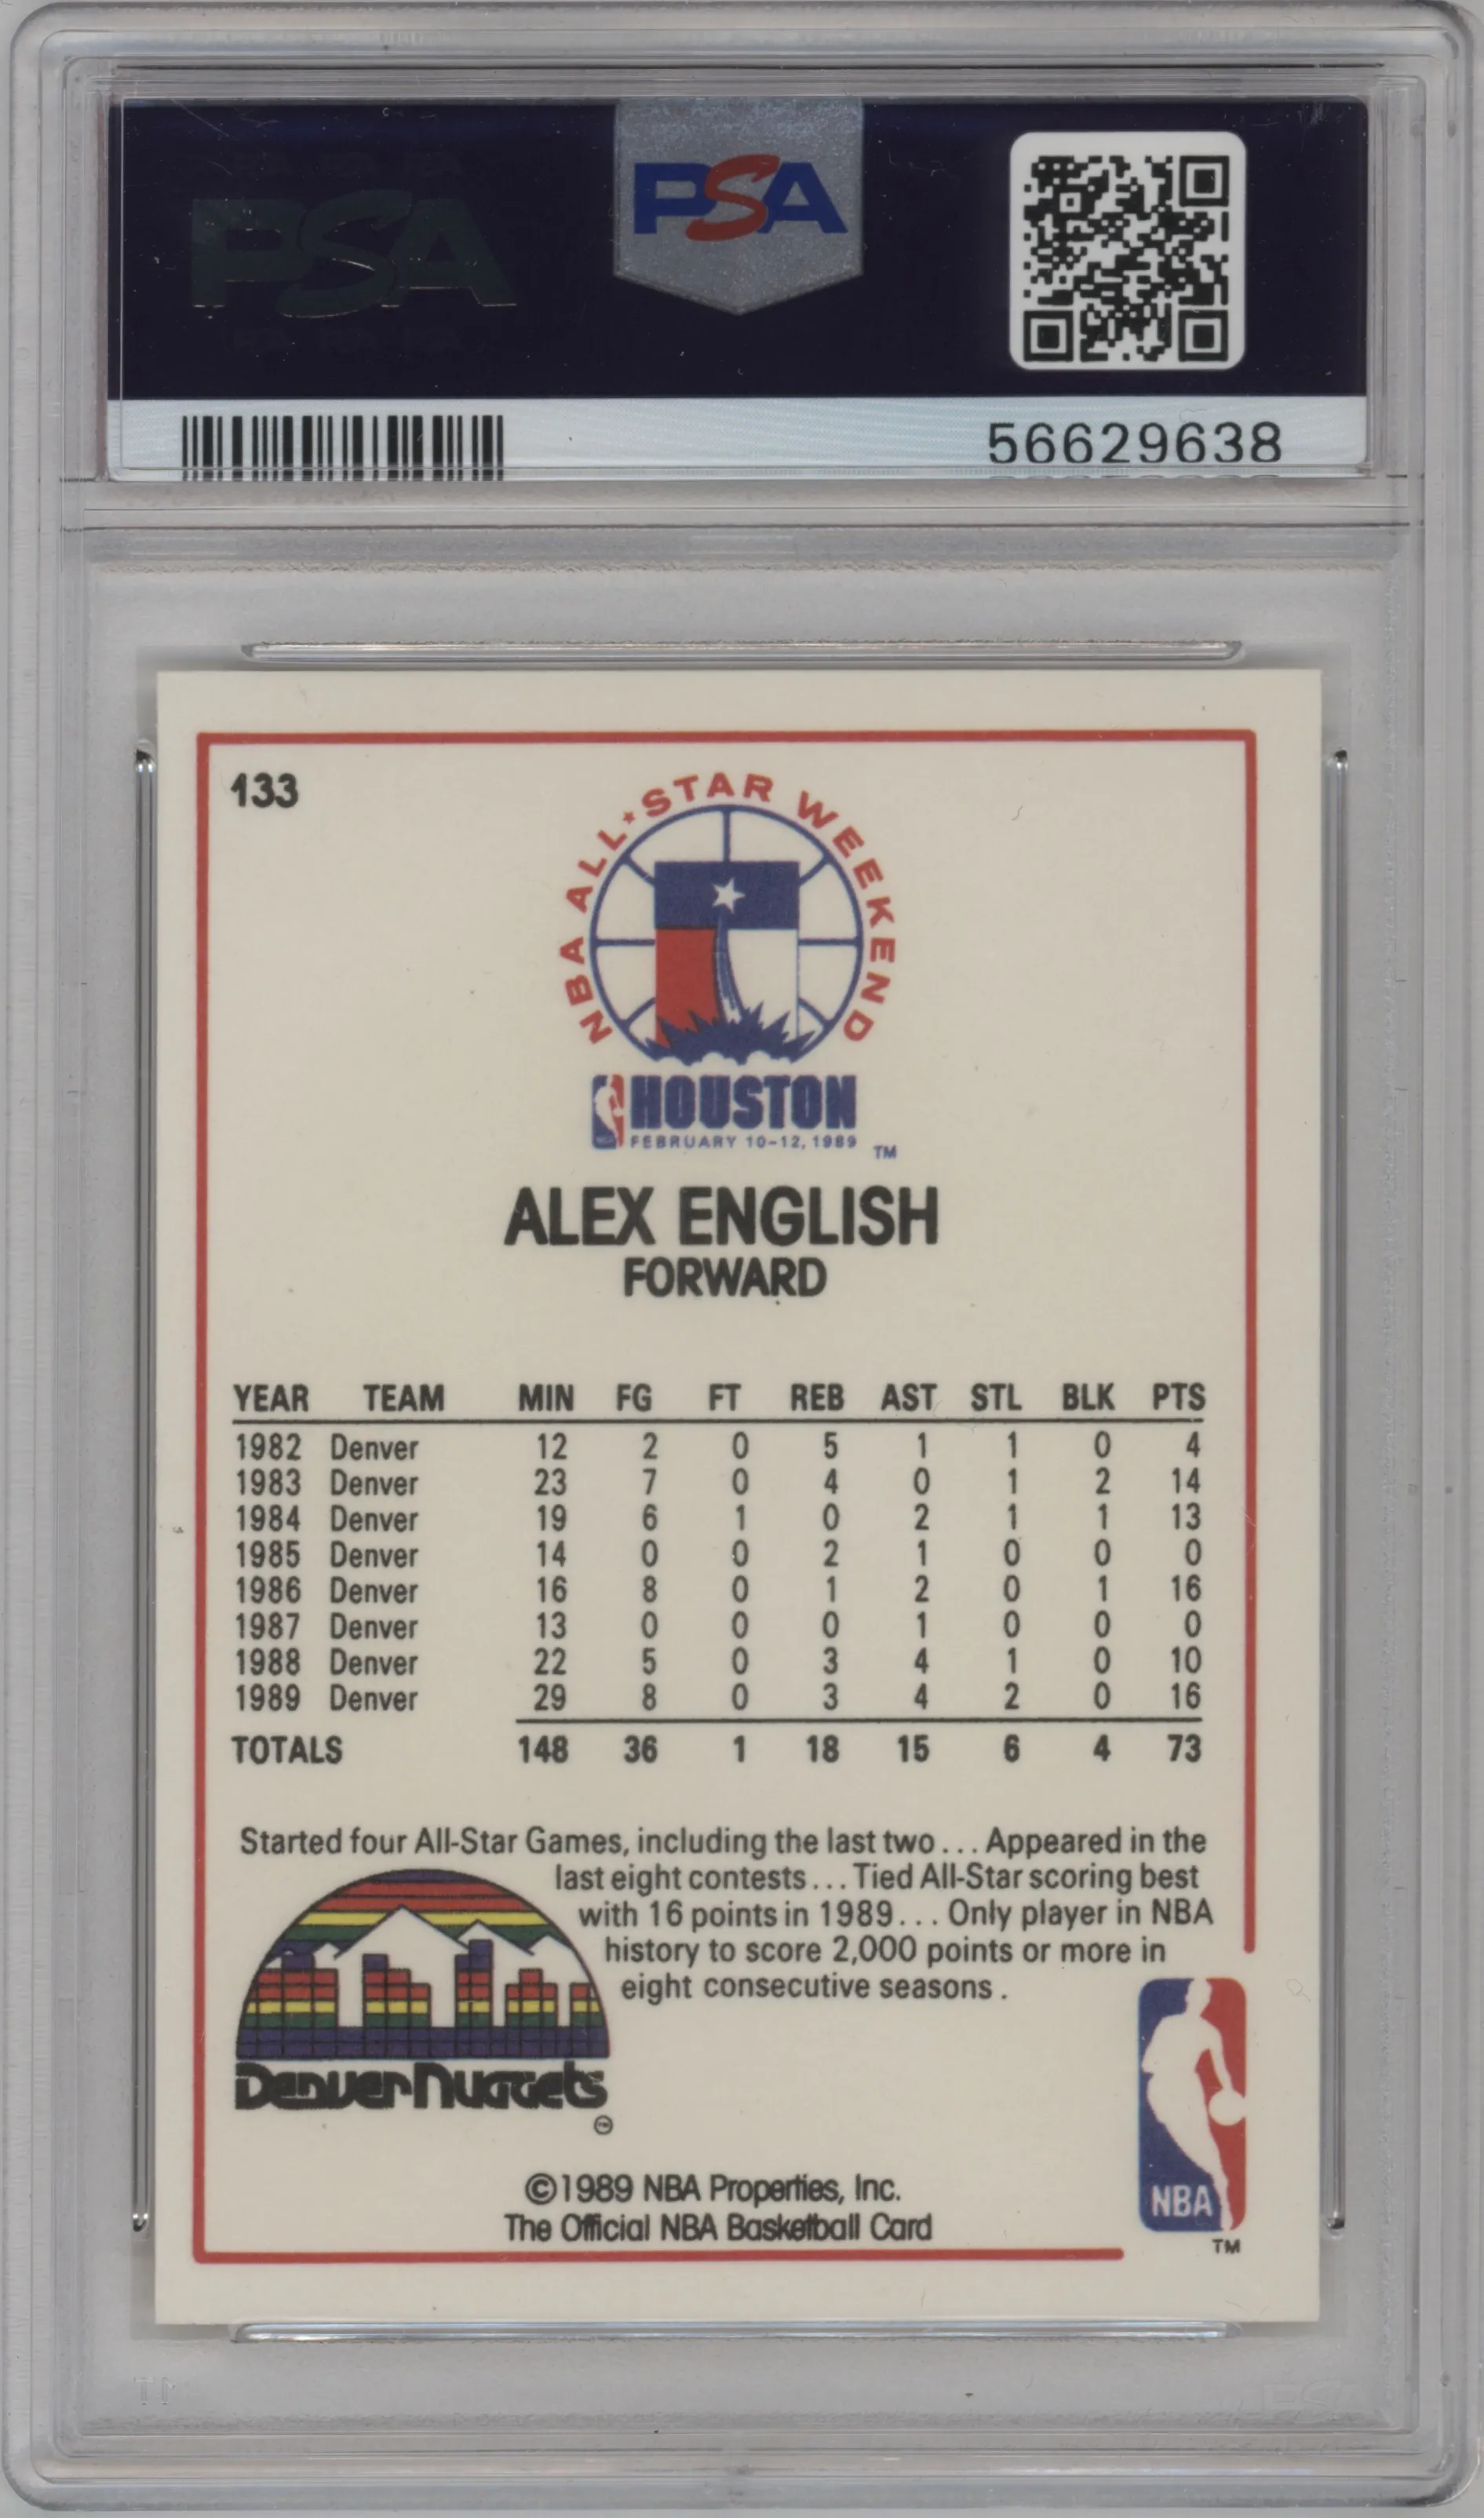 PSA
PSA
56629638
133
NBA ALL★STAR WEEKEND
HOUSTON
FEBRUARY 10-12, 1989 ™
ALEX ENGLISH
FORWARD
YEAR TEAM MIN FG FT REB AST STL BLK PTS
1982 Denver 12 2 0 5 1 1 0 4
1983 Denver 23 7 0 4 0 1 2 14
1984 Denver 19 6 1 0 2 1 1 13
1985 Denver 14 0 0 2 1 0 0 0
1986 Denver 16 8 0 1 2 0 1 16
1987 Denver 13 0 0 0 1 0 0 0
1988 Denver 22 5 0 3 4 1 0 10
1989 Denver 29 8 0 3 4 2 0 16
TOTALS 148 36 1 18 15 6 4 73
Started four All-Star Games, including the last two... Appeared in the
last eight contests... Tied All-Star scoring best
with 16 points in 1989... Only player in NBA
history to score 2,000 points or more in
eight consecutive seasons.
Denver Nuggets
NBA
™
©1989 NBA Properties, Inc.
The Official NBA Basketball Card